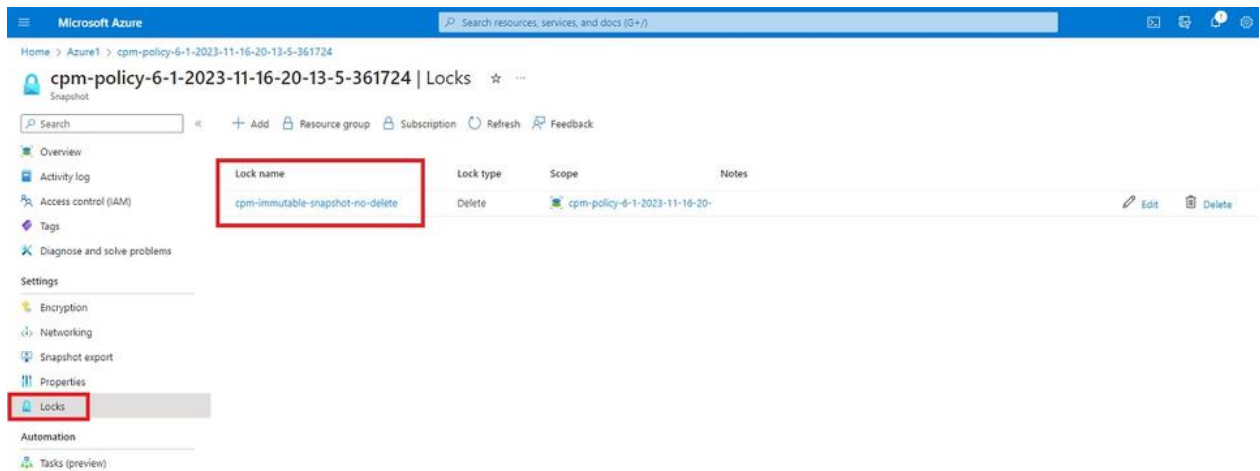 Microsoft Azure
Search resources, services, and docs (G+/)
1
Home > Azure1 > cpm-policy-6-1-2023-11-16-20-13-5-361724
cpm-policy-6-1-2023-11-16-20-13-5-361724 | Locks
Snapshot
Search
Add Resource group Subscription Refresh Feedback
Overview
Activity log
Access control (IAM)
Tags
Diagnose and solve problems
Settings
Encryption
Networking
Snapshot export
Properties
Locks
Automation
Tasks (preview)
Lock name Lock type Scope Notes
cpm-immutable-snapshot-no-delete Delete cpm-policy-6-1-2023-11-16-20- Edit Delete